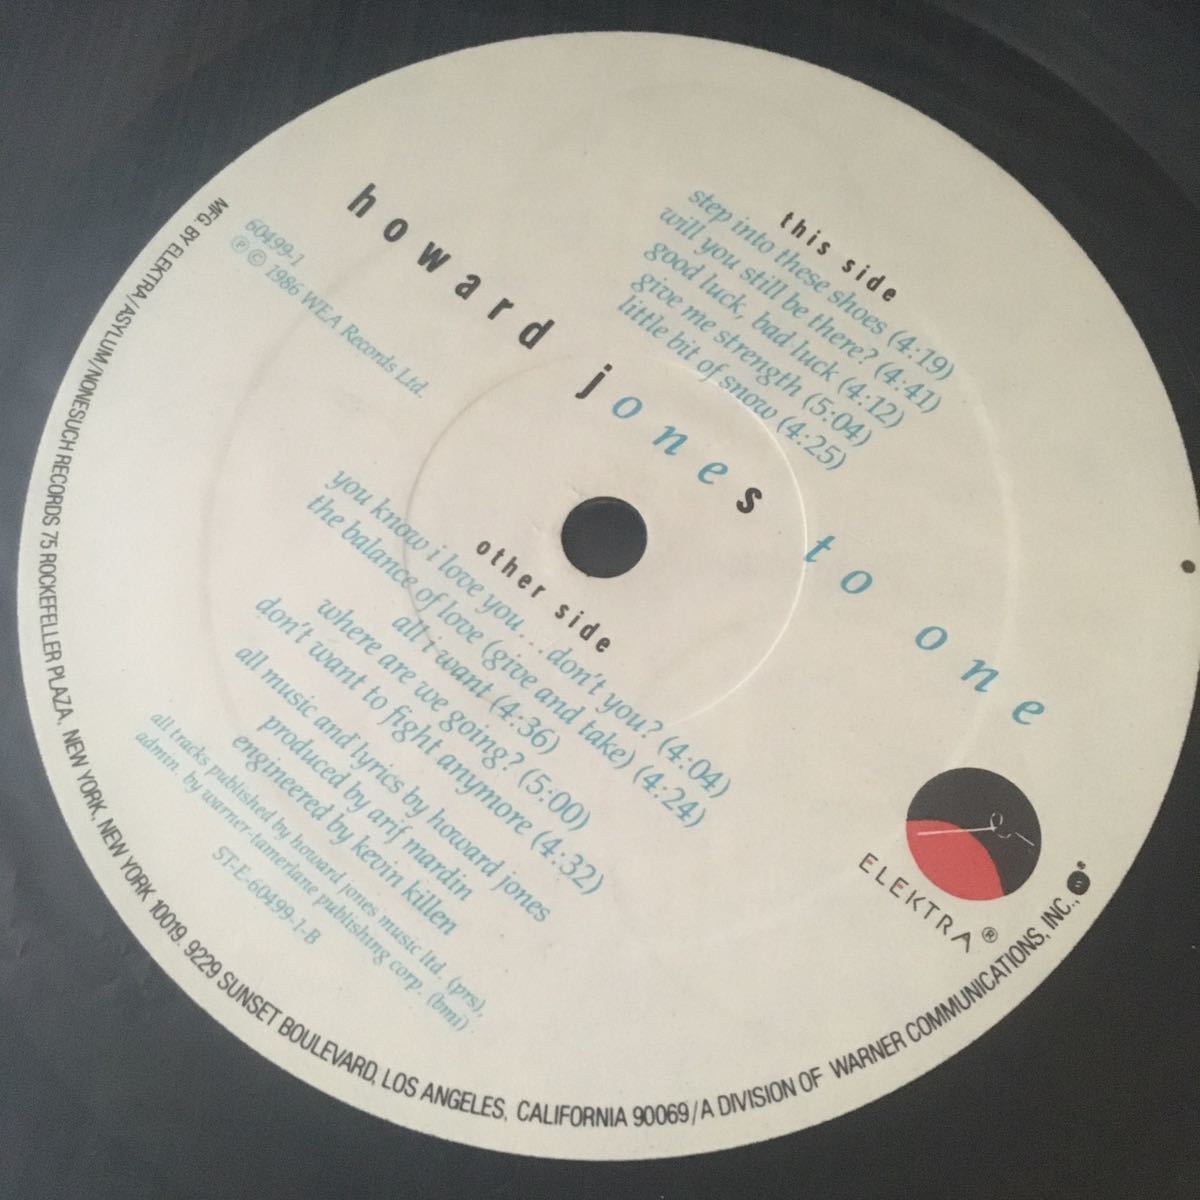 howard jones to one
60499-1
Ⓟ © 1986 WEA Records Ltd.
this side
step into these shoes (4:19)
will you still be there? (4:41)
good luck, bad luck (4:12)
give me strength (5:04)
little bit of snow (4:25)
other side
you know i love you...don't you? (4:04)
the balance of love (give and take) (4:24)
all i want (4:36)
where are we going? (5:00)
don't want to fight anymore (4:32)
all music and lyrics by howard jones
produced by arif mardin
engineered by kevin killen
all tracks published by howard jones music ltd. (prs),
admin. by warner-tamerlane publishing corp. (bmi)
ST-E-60499-1-B
ELEKTRA®
MFG. BY ELEKTRA/ASYLUM/NONESUCH RECORDS 75 ROCKEFELLER PLAZA, NEW YORK, NEW YORK 10019. 9229 SUNSET BOULEVARD, LOS ANGELES, CALIFORNIA 90069/A DIVISION OF WARNER COMMUNICATIONS, INC.,